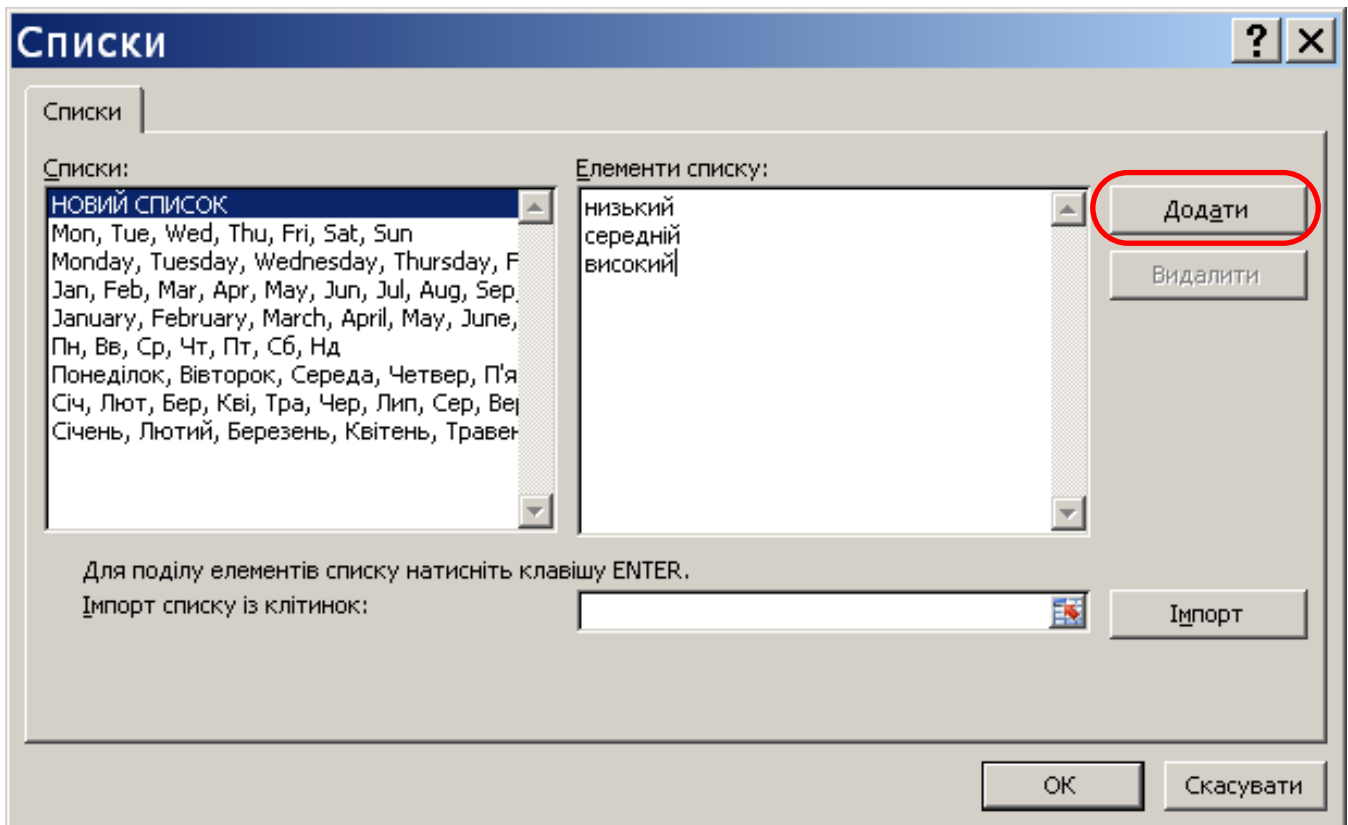 Списки
Списки
Списки:
НОВИЙ СПИСОК
Mon, Tue, Wed, Thu, Fri, Sat, Sun
Monday, Tuesday, Wednesday, Thursday, F
Jan, Feb, Mar, Apr, May, Jun, Jul, Aug, Sep,
January, February, March, April, May, June,
Пн, Вв, Ср, Чт, Пт, Сб, Нд
Понеділок, Вівторок, Середа, Четвер, П'я
Січ, Лют, Бер, Кві, Тра, Чер, Лип, Сер, Вер
Січень, Лютий, Березень, Квітень, Травен
Елементи списку:
низький
середній
високий
Додати
Видалити
Для поділу елементів списку натисніть клавішу ENTER.
Імпорт списку із клітинок:
Імпорт
ОК
Скасувати